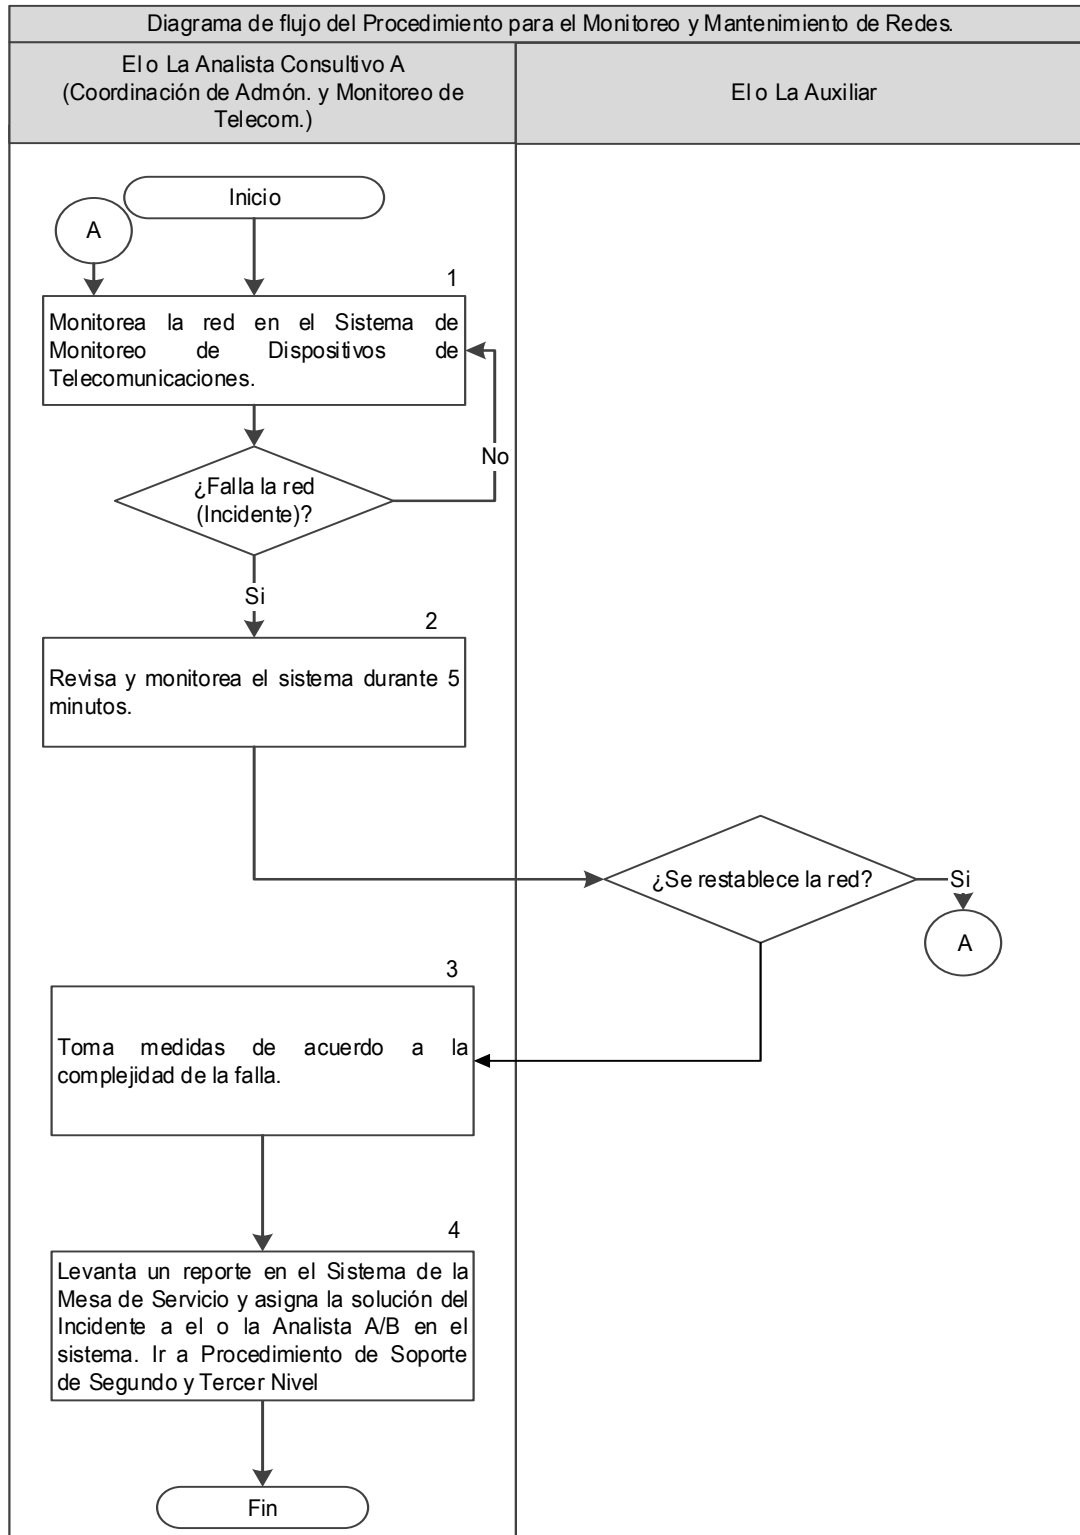 Diagrama de flujo del Procedimiento para el Monitoreo y Mantenimiento de Redes.
El o La Analista Consultivo A
(Coordinación de Admón. y Monitoreo de
Telecom.)
El o La Auxiliar
Inicio
A
1
Monitorea la red en el Sistema de
Monitoreo de Dispositivos de
Telecomunicaciones.
No
¿Falla la red
(Incidente)?
Si
2
Revisa y monitorea el sistema durante 5
minutos.
¿Se restablece la red?
Si
A
3
Toma medidas de acuerdo a la
complejidad de la falla.
4
Levanta un reporte en el Sistema de la
Mesa de Servicio y asigna la solución del
Incidente a el o la Analista A/B en el
sistema. Ir a Procedimiento de Soporte
de Segundo y Tercer Nivel
Fin